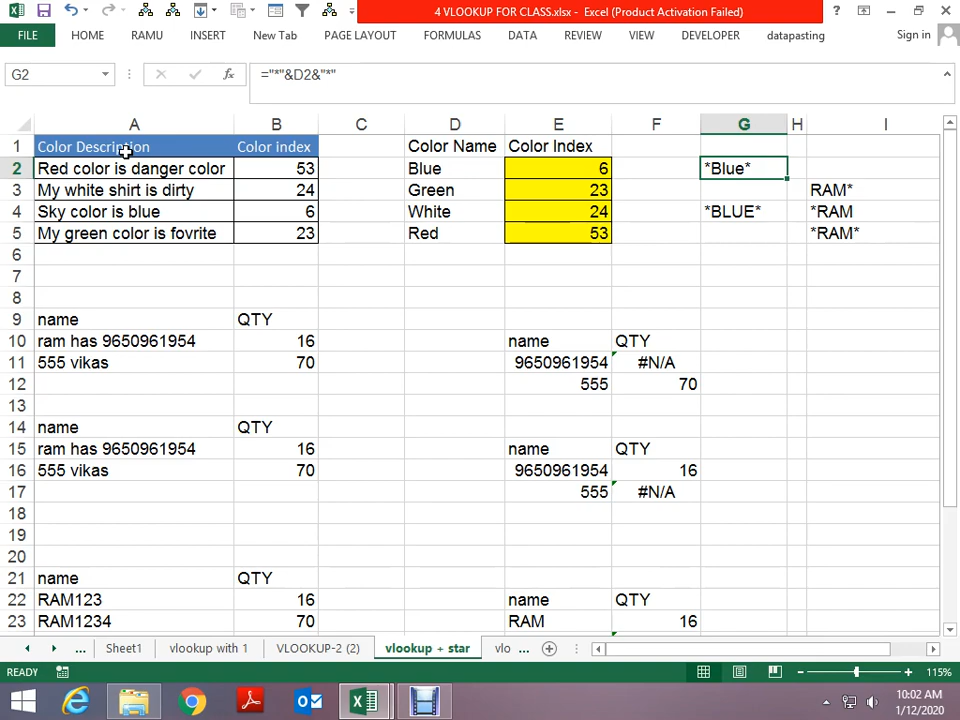 4 VLOOKUP FOR CLASS.xlsx - Excel (Product Activation Failed)
?
FILE HOME RAMU INSERT New Tab PAGE LAYOUT FORMULAS DATA REVIEW VIEW DEVELOPER datapasting Sign in
G2 fx ="*"&D2&"*"
A B C D E F G H I
1 Color Description Color index Color Name Color Index
2 Red color is danger color 53 Blue 6 *Blue*
3 My white shirt is dirty 24 Green 23 RAM*
4 Sky color is blue 6 White 24 *BLUE* *RAM
5 My green color is fovrite 23 Red 53 *RAM*
6
7
8
9 name QTY
10 ram has 9650961954 16 name QTY
11 555 vikas 70 9650961954 #N/A
12 555 70
13
14 name QTY
15 ram has 9650961954 16 name QTY
16 555 vikas 70 9650961954 16
17 555 #N/A
18
19
20
21 name QTY
22 RAM123 16 name QTY
23 RAM1234 70 RAM 16
... Sheet1 vlookup with 1 VLOOKUP-2 (2) vlookup + star vlo ...
READY 115%
10:02 AM
1/12/2020